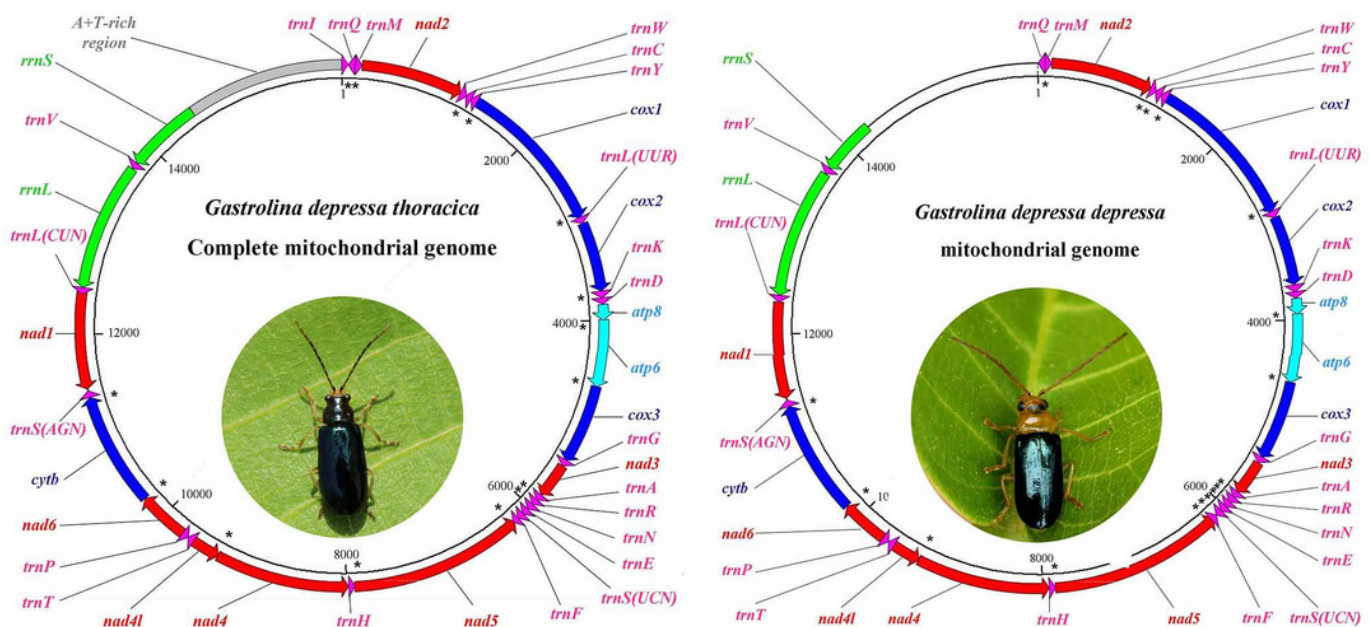 A+T-rich
region
trnI
trnQ
trnM
nad2
trnW
trnC
trnY
cox1
trnL(UUR)
cox2
trnK
trnD
atp8
atp6
cox3
trnG
nad3
trnA
trnR
trnN
trnE
trnS(UCN)
trnF
nad5
trnH
nad4
nad4l
trnT
trnP
nad6
cytb
trnS(AGN)
nad1
trnL(CUN)
rrnL
trnV
rrnS
1
**
* *
2000
*
*
4000
*
*
6000
**
*
8000
*
*
10000
*
*
12000
14000
Gastrolina depressa thoracica
Complete mitochondrial genome
trnQ
trnM
nad2
trnW
trnC
trnY
cox1
trnL(UUR)
cox2
trnK
trnD
atp8
atp6
cox3
trnG
nad3
trnA
trnR
trnN
trnE
trnS(UCN)
trnF
nad5
trnH
nad4
nad4l
trnT
trnP
nad6
cytb
trnS(AGN)
nad1
trnL(CUN)
rrnL
trnV
rrnS
1
*
** *
2000
*
*
4000
*
*
6000
*****
8000
*
*
10
*
*
12000
14000
Gastrolina depressa depressa
mitochondrial genome